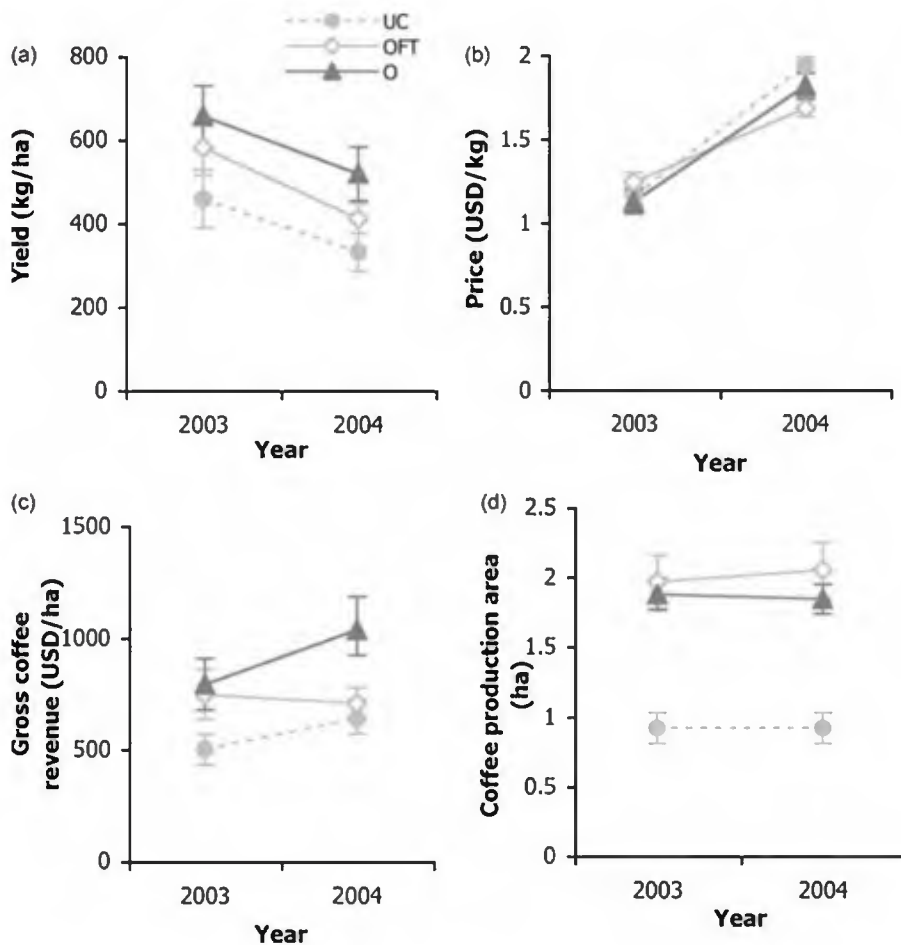 (a)
UC
OFT
O
800
600
400
200
0
Yield (kg/ha)
2003
2004
Year
(b)
2
1.5
1
0.5
0
Price (USD/kg)
2003
2004
Year
(c)
1500
1000
500
0
Gross coffee
revenue (USD/ha)
2003
2004
Year
(d)
2.5
2
1.5
1
0.5
0
Coffee production area
(ha)
2003
2004
Year